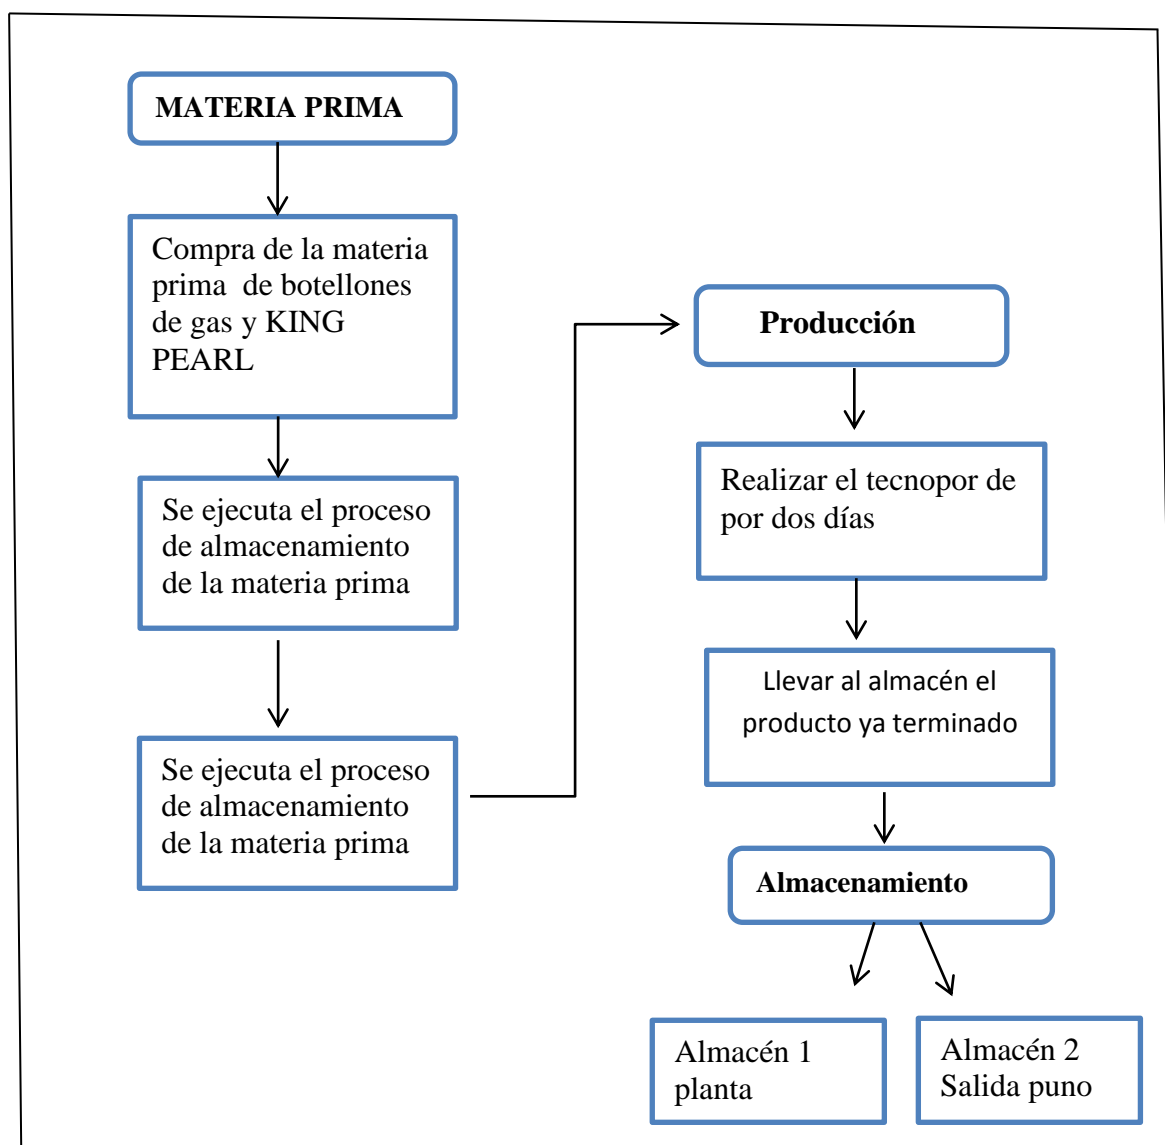 MATERIA PRIMA
Compra de la materia
prima de botellones
de gas y KING
PEARL
Se ejecuta el proceso
de almacenamiento
de la materia prima
Se ejecuta el proceso
de almacenamiento
de la materia prima
Producción
Realizar el tecnopor de
por dos días
Llevar al almacén el
producto ya terminado
Almacenamiento
Almacén 1
planta
Almacén 2
Salida puno